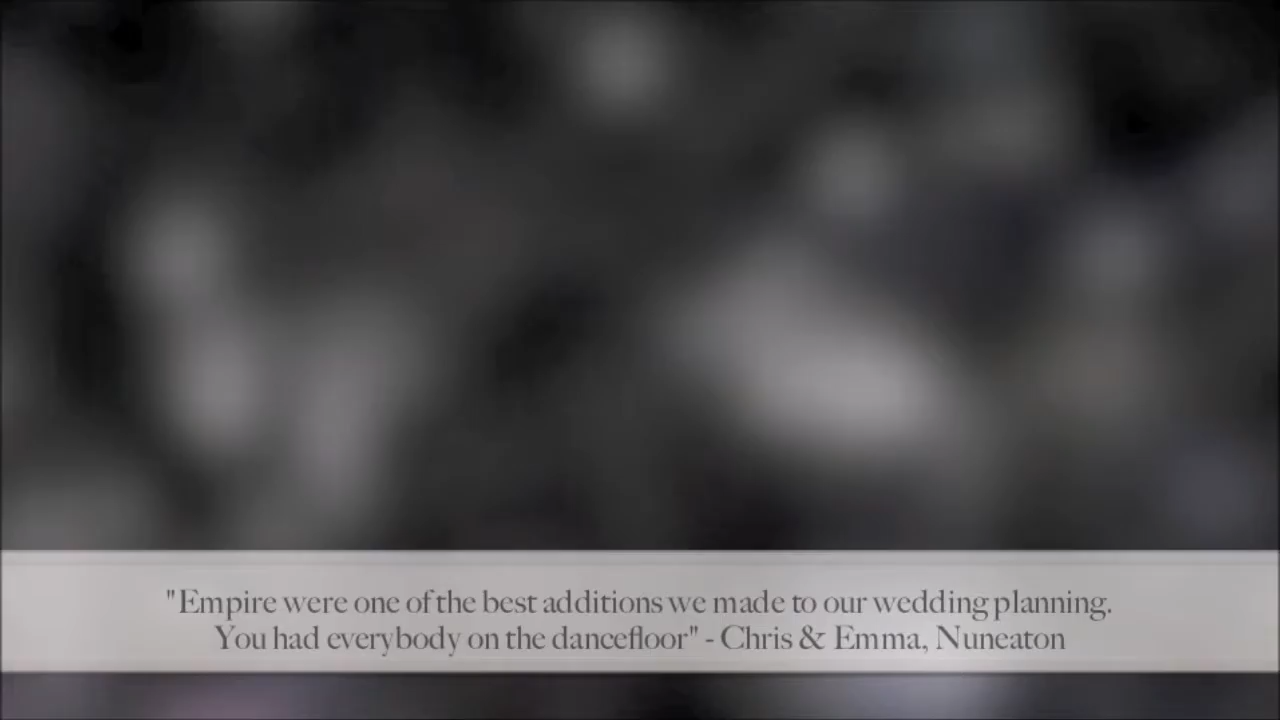 "Empire were one of the best additions we made to our wedding planning.
You had everybody on the dancefloor" - Chris & Emma, Nuneaton